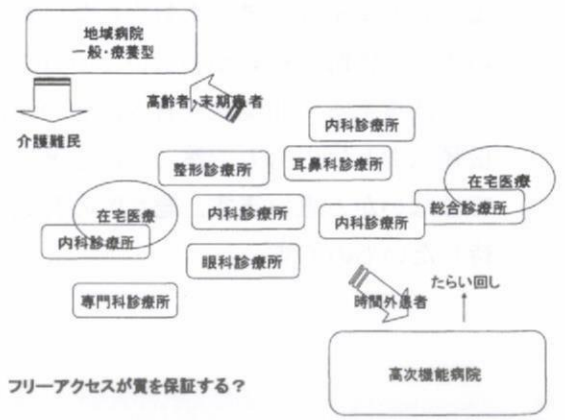 地域病院
一般・療養型
高齢者、末期患者
介護難民
内科診療所
整形診療所
耳鼻科診療所
在宅医療
総合診療所
在宅医療
内科診療所
内科診療所
内科診療所
眼科診療所
専門科診療所
時間外患者
たらい回し
高次機能病院
フリーアクセスが質を保証する？